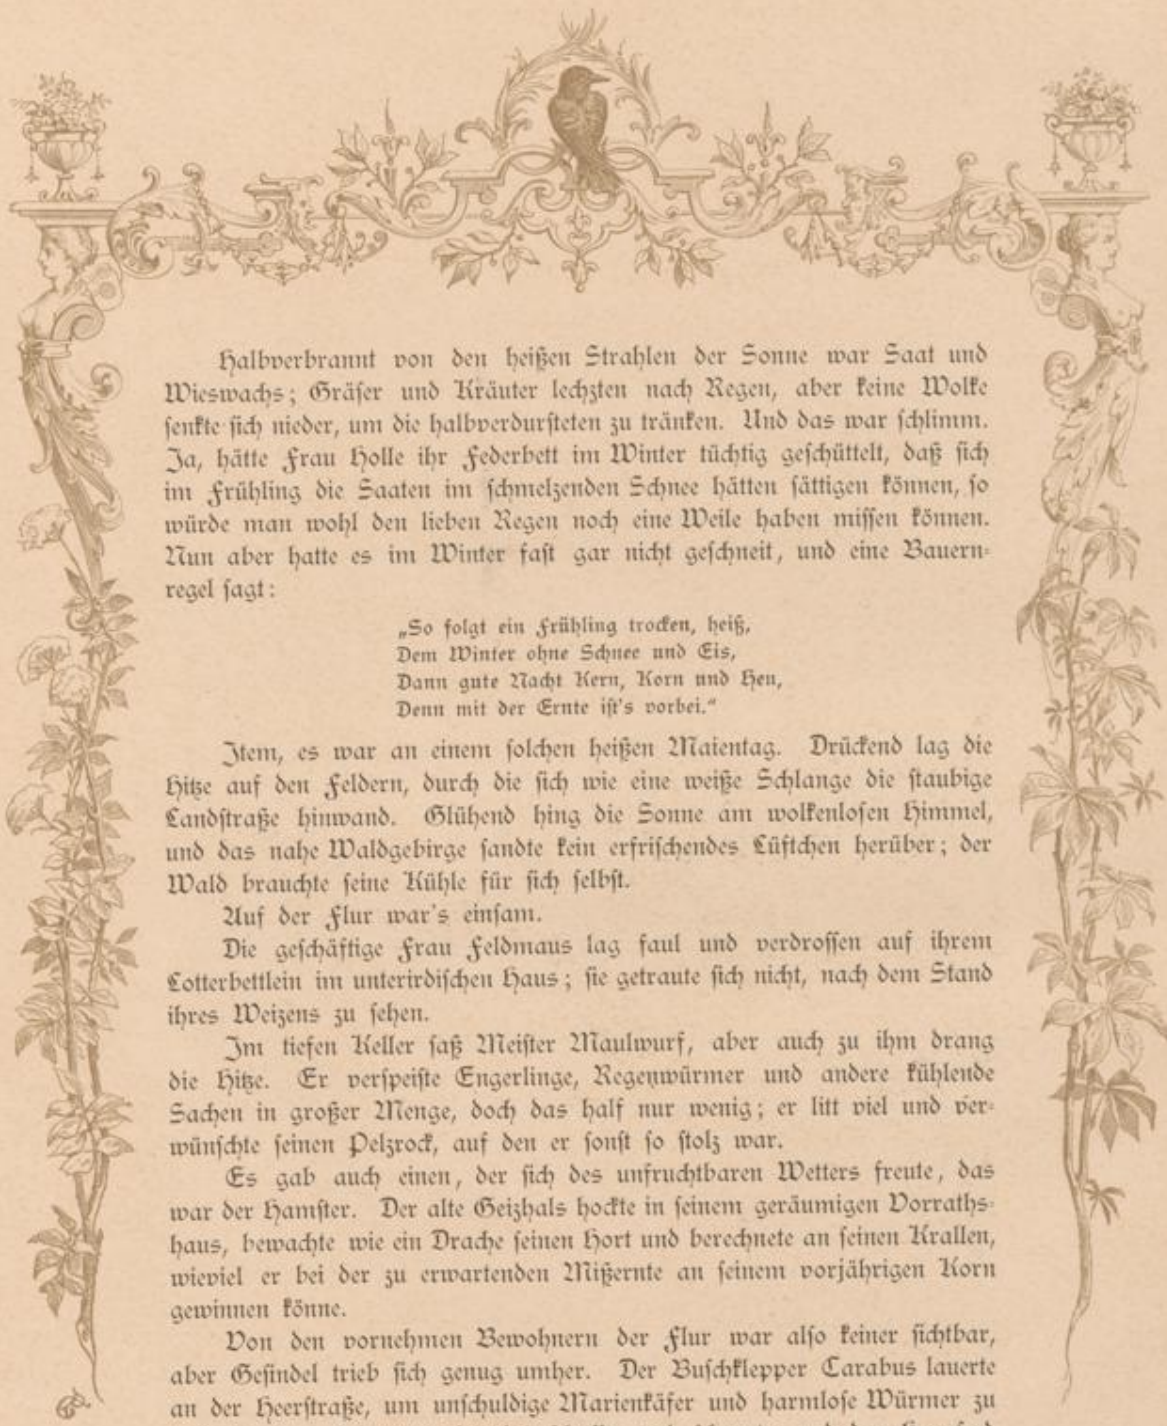 Halbverbrannt von den heißen Strahlen der Sonne war Saat und
Wieswachs; Gräser und Kräuter lechzten nach Regen, aber keine Wolke
senkte sich nieder, um die halbverdursteten zu tränken. Und das war schlimm.
Ja, hätte Frau Holle ihr Federbett im Winter tüchtig geschüttelt, daß sich
im Frühling die Saaten im schmelzenden Schnee hätten sättigen können, so
würde man wohl den lieben Regen noch eine Weile haben missen können.
Nun aber hatte es im Winter fast gar nicht geschneit, und eine Bauern-
regel sagt:
„So folgt ein Frühling trocken, heiß,
Dem Winter ohne Schnee und Eis,
Dann gute Nacht Kern, Korn und Heu,
Denn mit der Ernte ist's vorbei.“
Item, es war an einem solchen heißen Maientag. Drückend lag die
Hitze auf den Feldern, durch die sich wie eine weiße Schlange die staubige
Landstraße hinwand. Glühend hing die Sonne am wolkenlosen Himmel,
und das nahe Waldgebirge sandte kein erfrischendes Lüftchen herüber; der
Wald brauchte seine Kühle für sich selbst.
Auf der Flur war's einsam.
Die geschäftige Frau Feldmaus lag faul und verdrossen auf ihrem
Lotterbettlein im unterirdischen Haus; sie getraute sich nicht, nach dem Stand
ihres Weizens zu sehen.
Im tiefen Keller saß Meister Maulwurf, aber auch zu ihm drang
die Hitze. Er verspeiste Engerlinge, Regenwürmer und andere kühlende
Sachen in großer Menge, doch das half nur wenig; er litt viel und ver-
wünschte seinen Pelzrock, auf den er sonst so stolz war.
Es gab auch einen, der sich des unfruchtbaren Wetters freute, das
war der Hamster. Der alte Geizhals hockte in seinem geräumigen Vorraths-
haus, bewachte wie ein Drache seinen Hort und berechnete an seinen Krallen,
wieviel er bei der zu erwartenden Mißernte an seinem vorjährigen Korn
gewinnen könne.
Von den vornehmen Bewohnern der Flur war also keiner sichtbar,
aber Gesindel trieb sich genug umher. Der Buschklepper Carabus lauerte
an der Heerstraße, um unschuldige Marienkäfer und harmlose Würmer zu